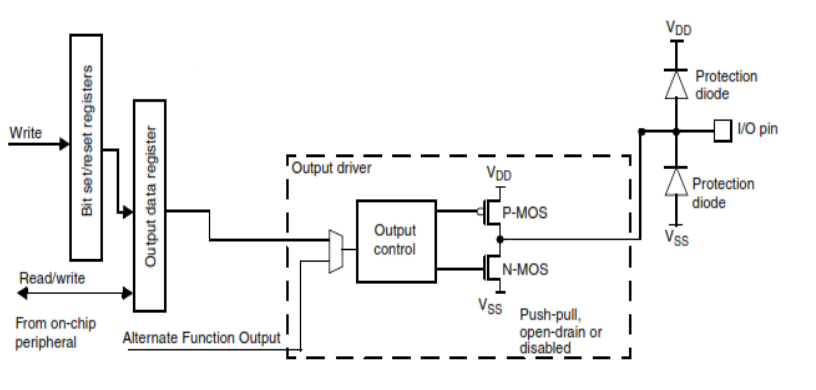 Write
Bit set/reset registers
Output data register
Read/write
From on-chip
peripheral
Alternate Function Output
Output driver
Output
control
VDD
P-MOS
N-MOS
VSS
Push-pull,
open-drain or
disabled
VDD
Protection
diode
I/O pin
Protection
diode
VSS